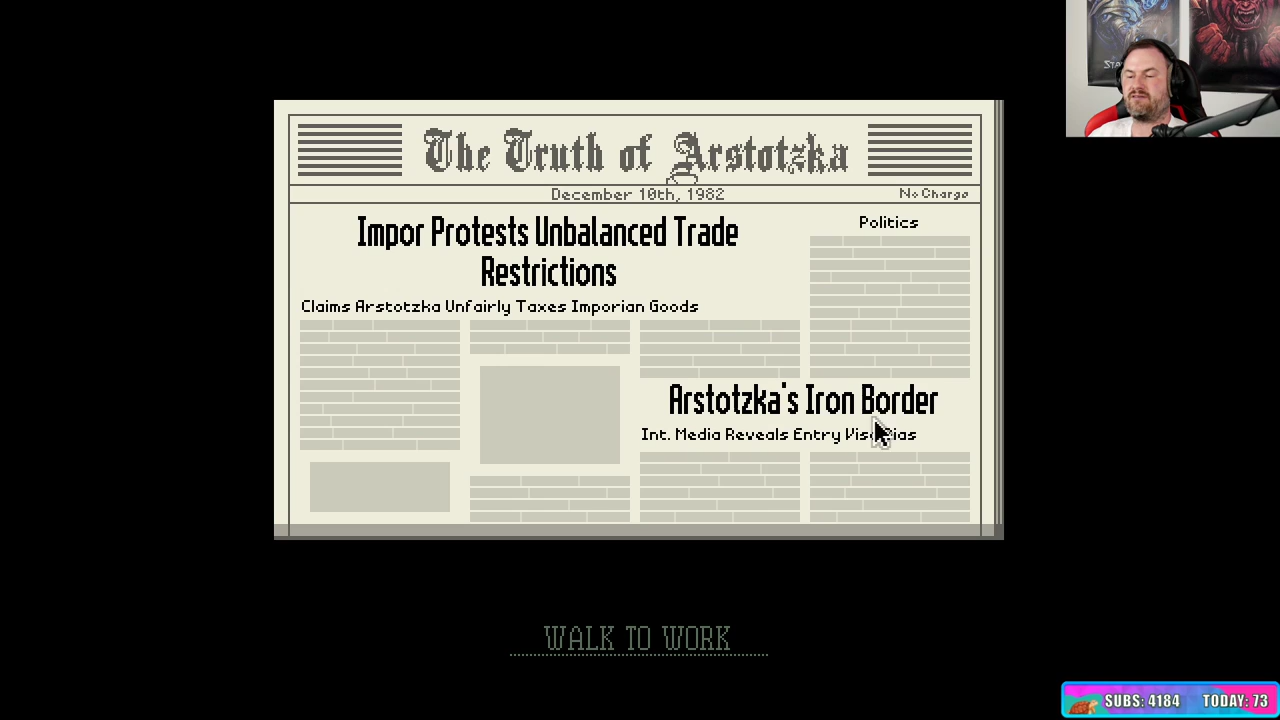 The Truth of Arstotzka
December 10th, 1982
No Charge
Impor Protests Unbalanced Trade
Restrictions
Claims Arstotzka Unfairly Taxes Imporian Goods
Politics
Arstotzka's Iron Border
Int. Media Reveals Entry
WALK TO WORK
SUBS: 4184 TODAY: 73